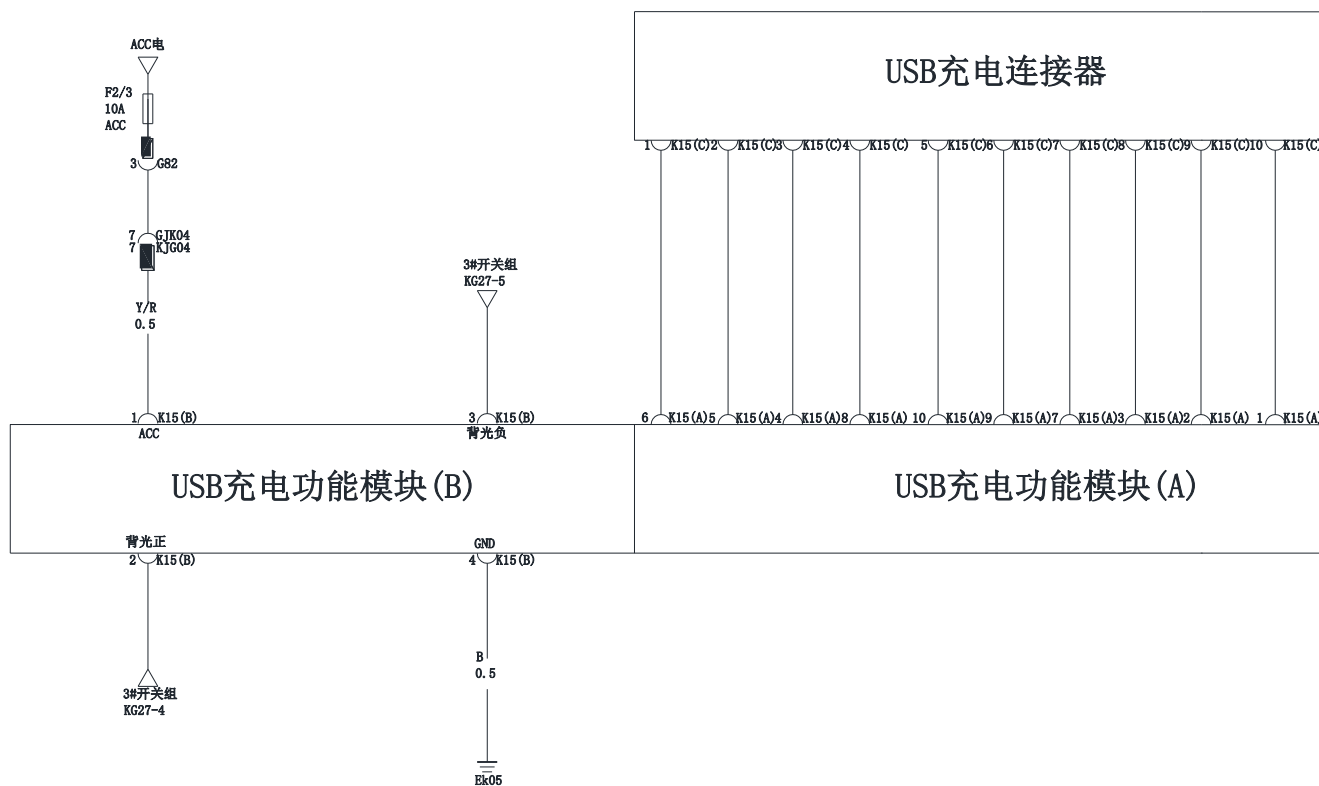 ACC电
F2/3
10A
ACC
3 G82
7 GJK04
7 KJG04
Y/R
0.5
3#开关组
KG27-5
USB充电连接器
1 K15(C) 2 K15(C) 3 K15(C) 4 K15(C) 5 K15(C) 6 K15(C) 7 K15(C) 8 K15(C) 9 K15(C) 10 K15(C)
6 K15(A) 5 K15(A) 4 K15(A) 8 K15(A) 10 K15(A) 9 K15(A) 7 K15(A) 3 K15(A) 2 K15(A) 1 K15(A)
1 K15(B) 3 K15(B)
ACC 背光负
USB充电功能模块(B)
USB充电功能模块(A)
背光正 GND
2 K15(B) 4 K15(B)
3#开关组
KG27-4
B
0.5
Ek05